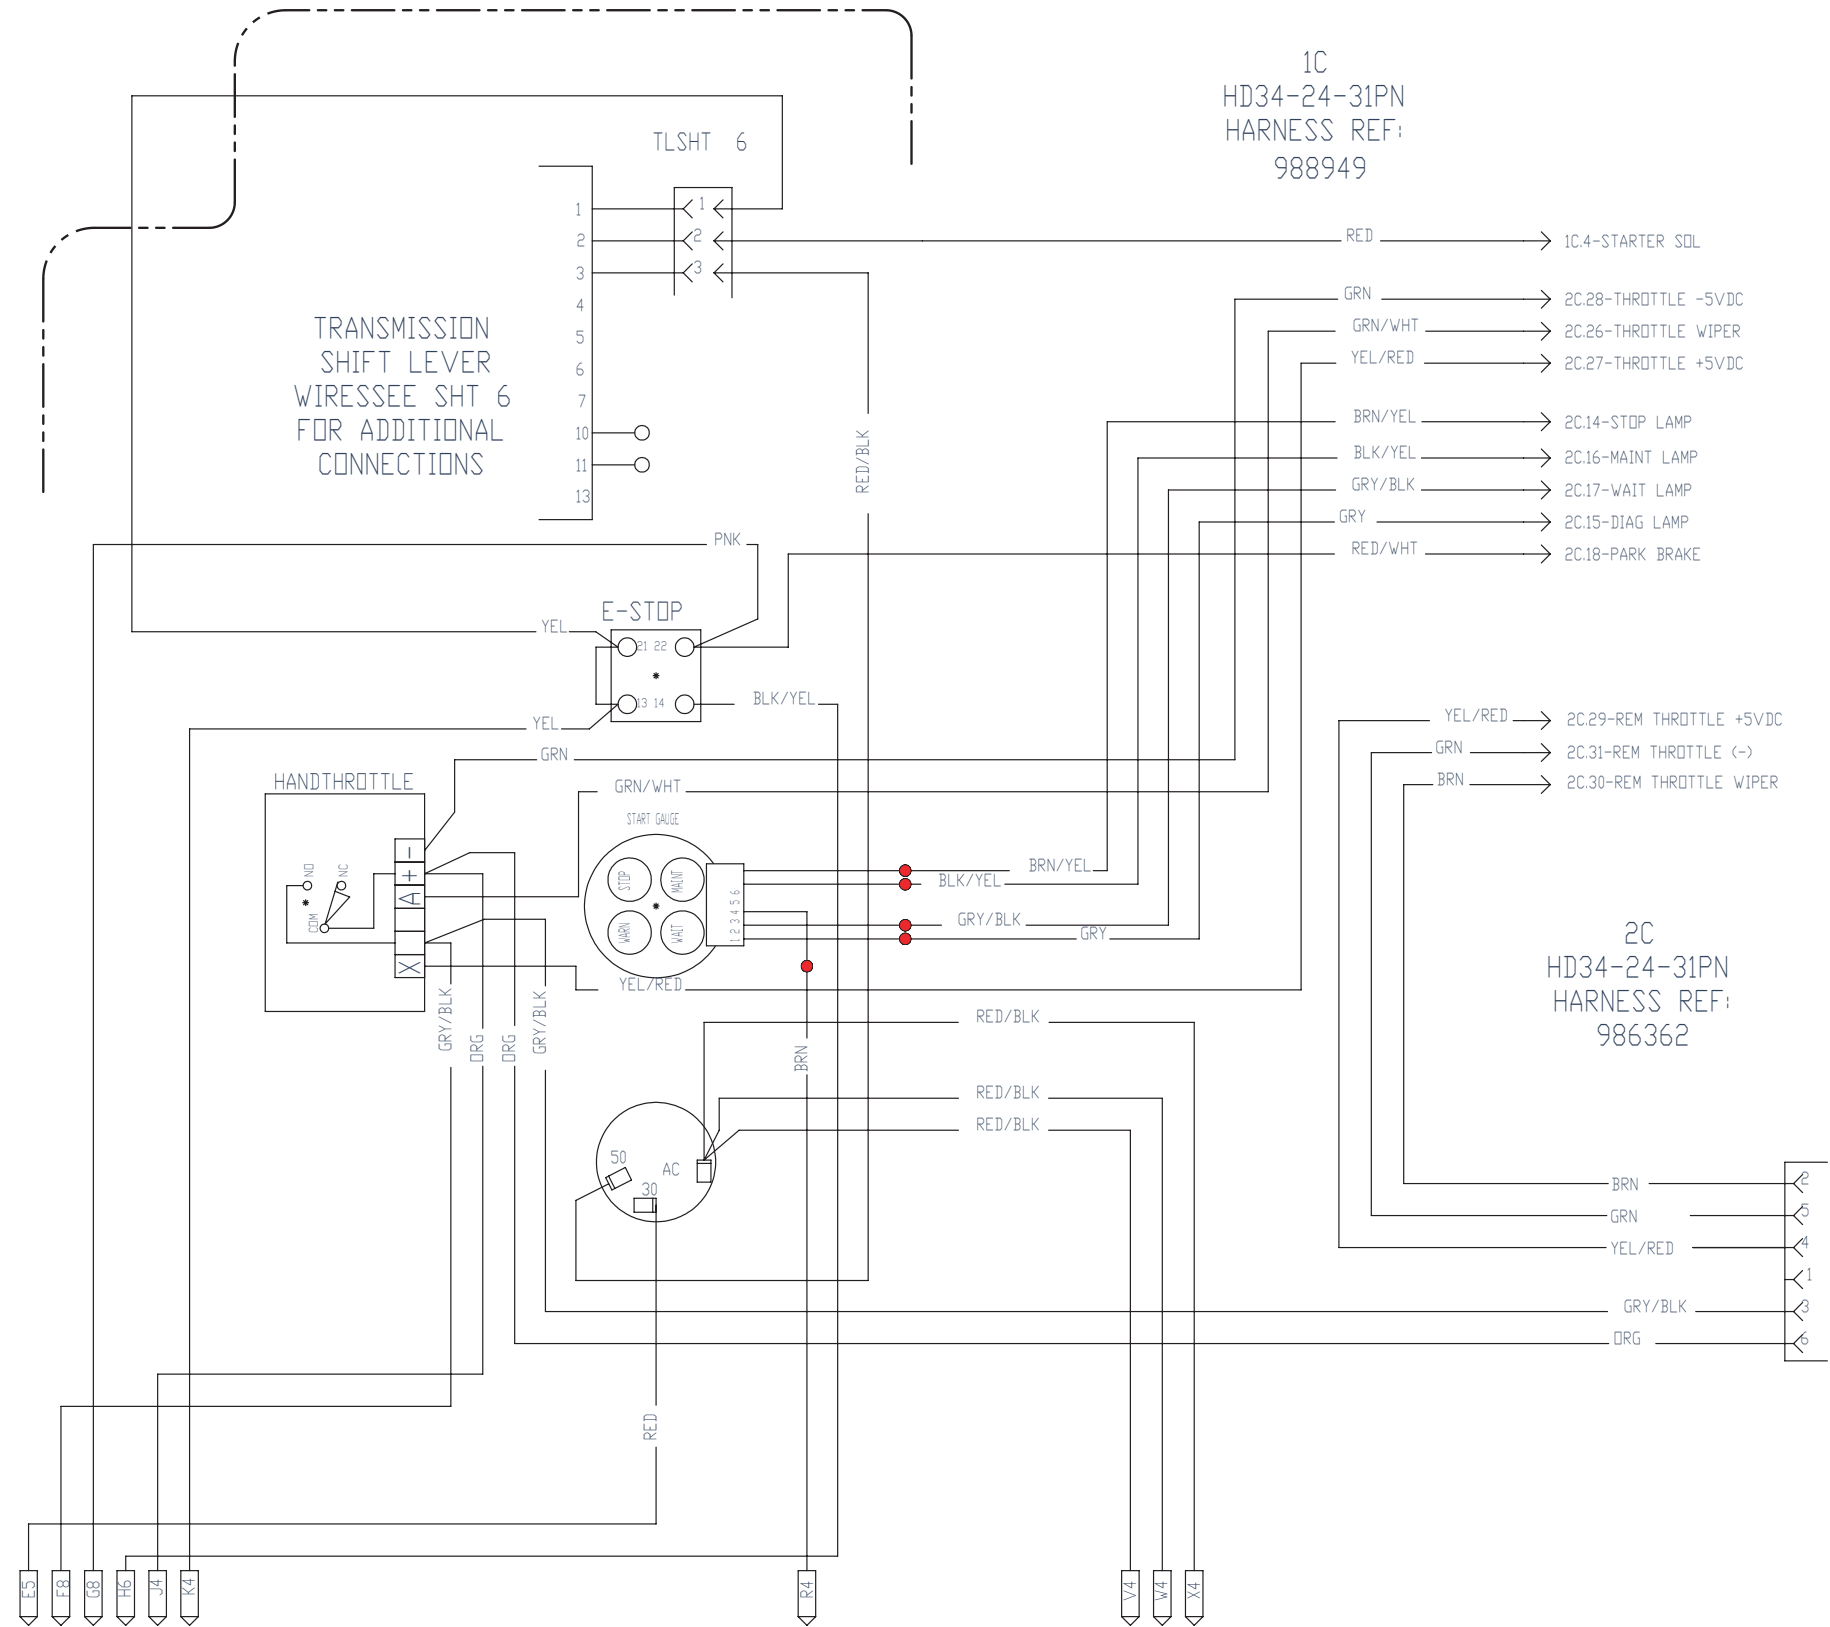 1C
HD34-24-31PN
HARNESS REF:
988949
TLSHT 6
1
2
3
4
5
6
7
10
11
13
1
2
3
TRANSMISSION
SHIFT LEVER
WIRESSEE SHT 6
FOR ADDITIONAL
CONNECTIONS
RED
1C.4-STARTER SOL
GRN
2C.28-THROTTLE -5VDC
GRN/WHT
2C.26-THROTTLE WIPER
YEL/RED
2C.27-THROTTLE +5VDC
BRN/YEL
2C.14-STOP LAMP
BLK/YEL
2C.16-MAINT LAMP
GRY/BLK
2C.17-WAIT LAMP
GRY
2C.15-DIAG LAMP
RED/WHT
2C.18-PARK BRAKE
RED/BLK
PNK
E-STOP
YEL
21 22
*
13 14
BLK/YEL
YEL
GRN
YEL/RED
2C.29-REM THROTTLE +5VDC
GRN
2C.31-REM THROTTLE (-)
BRN
2C.30-REM THROTTLE WIPER
HANDTHROTTLE
NO
NC
*
COM
-
+
A
X
GRN/WHT
START GAUGE
STOP
MAINT
*
WARN
WAIT
1 2 3 4 5 6
BRN/YEL
BLK/YEL
GRY/BLK
GRY
YEL/RED
2C
HD34-24-31PN
HARNESS REF:
986362
GRY/BLK
ORG
ORG
GRY/BLK
BRN
RED/BLK
RED/BLK
RED/BLK
50
AC
30
BRN
2
GRN
5
YEL/RED
4
1
GRY/BLK
3
ORG
6
RED
E5
F8
G8
H6
J4
K4
R4
V4
W4
X4